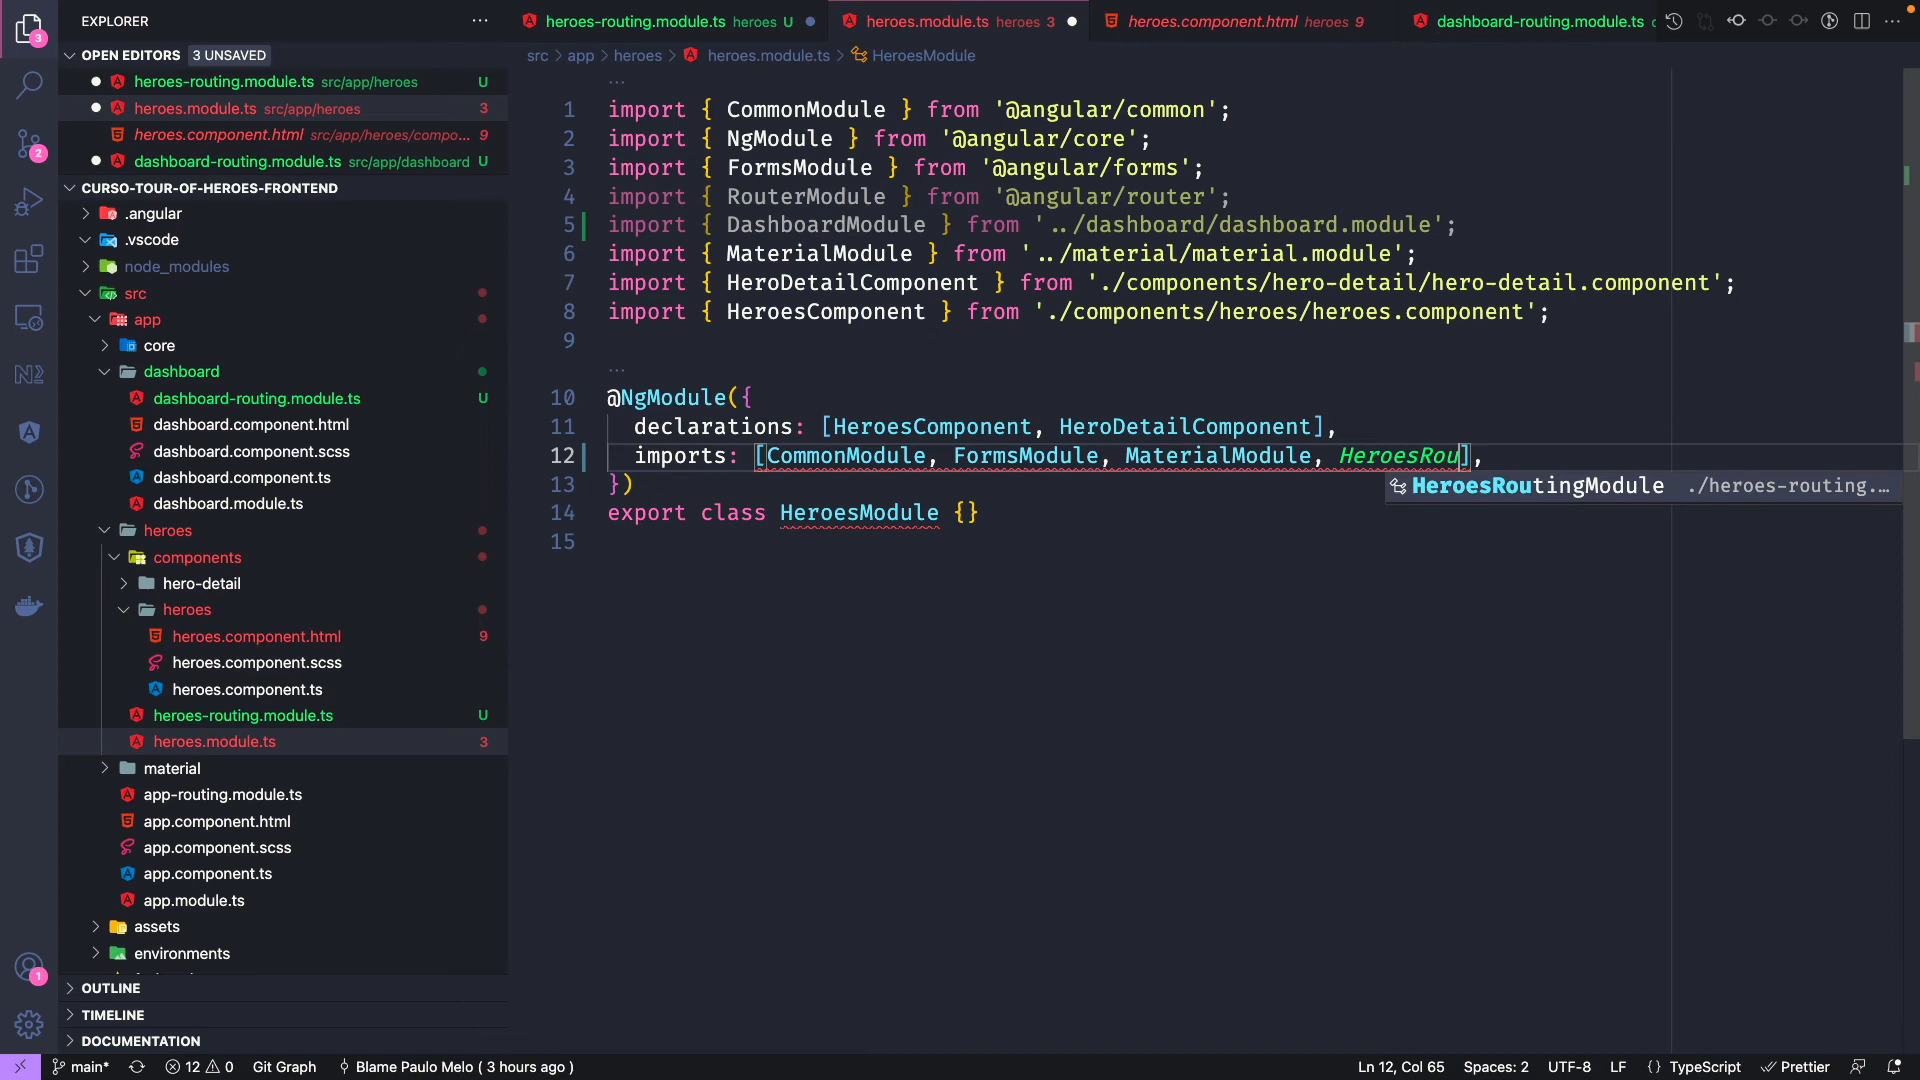 EXPLORER
OPEN EDITORS 3 UNSAVED
heroes-routing.module.ts src/app/heroes U
heroes.module.ts src/app/heroes 3
heroes.component.html src/app/heroes/compo... 9
dashboard-routing.module.ts src/app/dashboard U
CURSO-TOUR-OF-HEROES-FRONTEND
.angular
.vscode
node_modules
src
app
core
dashboard
dashboard-routing.module.ts U
dashboard.component.html
dashboard.component.scss
dashboard.component.ts
dashboard.module.ts
heroes
components
hero-detail
heroes
heroes.component.html 9
heroes.component.scss
heroes.component.ts
heroes-routing.module.ts U
heroes.module.ts 3
material
app-routing.module.ts
app.component.html
app.component.scss
app.component.ts
app.module.ts
assets
environments
OUTLINE
TIMELINE
DOCUMENTATION
3
2
1
heroes-routing.module.ts heroes U
heroes.module.ts heroes 3
heroes.component.html heroes 9
dashboard-routing.module.ts
src > app > heroes > heroes.module.ts > HeroesModule
...
1 import { CommonModule } from '@angular/common';
2 import { NgModule } from '@angular/core';
3 import { FormsModule } from '@angular/forms';
4 import { RouterModule } from '@angular/router';
5 import { DashboardModule } from '../dashboard/dashboard.module';
6 import { MaterialModule } from '../material/material.module';
7 import { HeroDetailComponent } from './components/hero-detail/hero-detail.component';
8 import { HeroesComponent } from './components/heroes/heroes.component';
9
...
10 @NgModule({
11 declarations: [HeroesComponent, HeroDetailComponent],
12 imports: [CommonModule, FormsModule, MaterialModule, HeroesRou],
HeroesRoutingModule ./heroes-routing....
13 })
14 export class HeroesModule {}
15
main* 12 0 Git Graph Blame Paulo Melo ( 3 hours ago )
Ln 12, Col 65 Spaces: 2 UTF-8 LF {} TypeScript Prettier